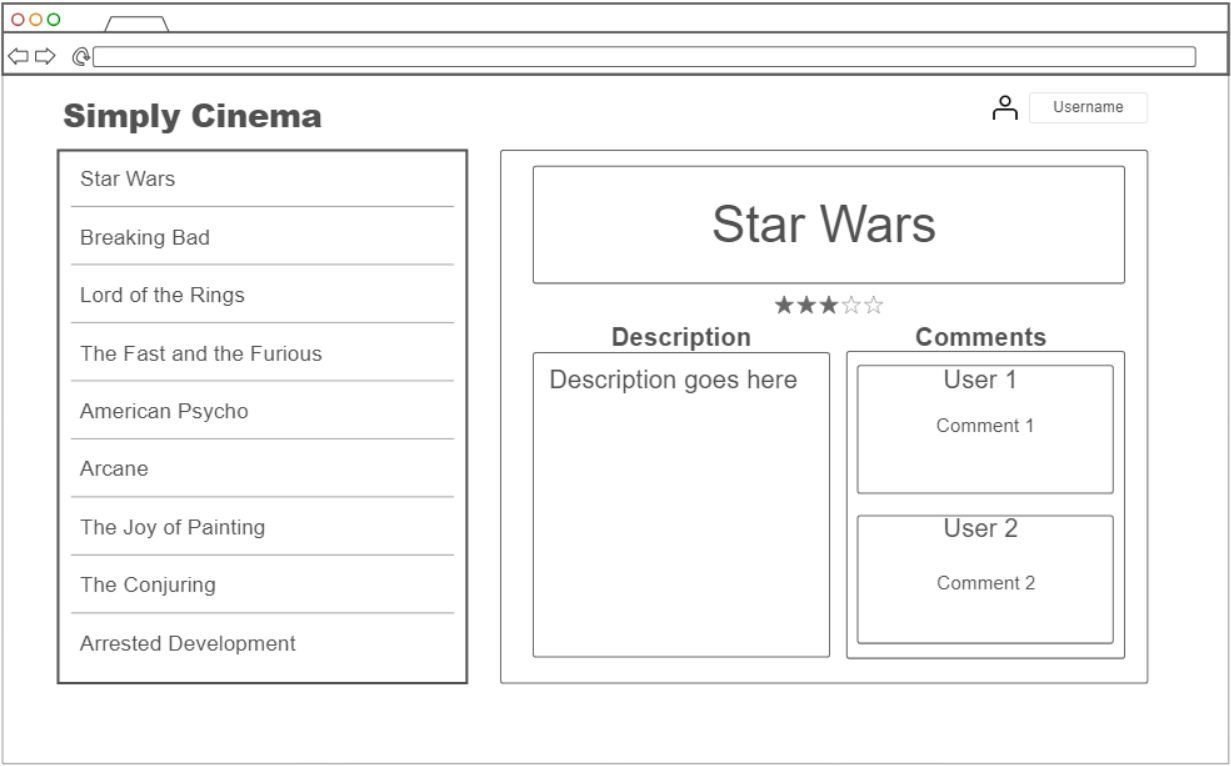 Simply Cinema
Username
Star Wars
Breaking Bad
Lord of the Rings
The Fast and the Furious
American Psycho
Arcane
The Joy of Painting
The Conjuring
Arrested Development
Star Wars
Description
Description goes here
Comments
User 1
Comment 1
User 2
Comment 2